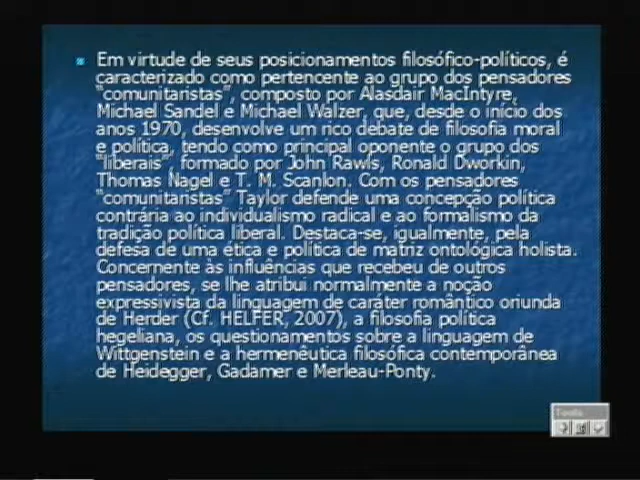 Em virtude de seus posicionamentos filosófico-políticos, é
caracterizado como pertencente ao grupo dos pensadores
"comunitaristas", composto por Alasdair MacIntyre,
Michael Sandel e Michael Walzer, que, desde o início dos
anos 1970, desenvolve um rico debate de filosofia moral
e política, tendo como principal oponente o grupo dos
"liberais", formado por John Rawls, Ronald Dworkin,
Thomas Nagel e T. M. Scanlon. Com os pensadores
"comunitaristas" Taylor defende uma concepção política
contrária ao individualismo radical e ao formalismo da
tradição política liberal. Destaca-se, igualmente, pela
defesa de uma ética e política de matriz ontológica holista.
Concernente às influências que recebeu de outros
pensadores, se lhe atribui normalmente a noção
expressivista da linguagem de caráter romântico oriunda
de Herder (Cf. HELFER, 2007), a filosofia política
hegeliana, os questionamentos sobre a linguagem de
Wittgenstein e a hermenêutica filosófica contemporânea
de Heidegger, Gadamer e Merleau-Ponty.